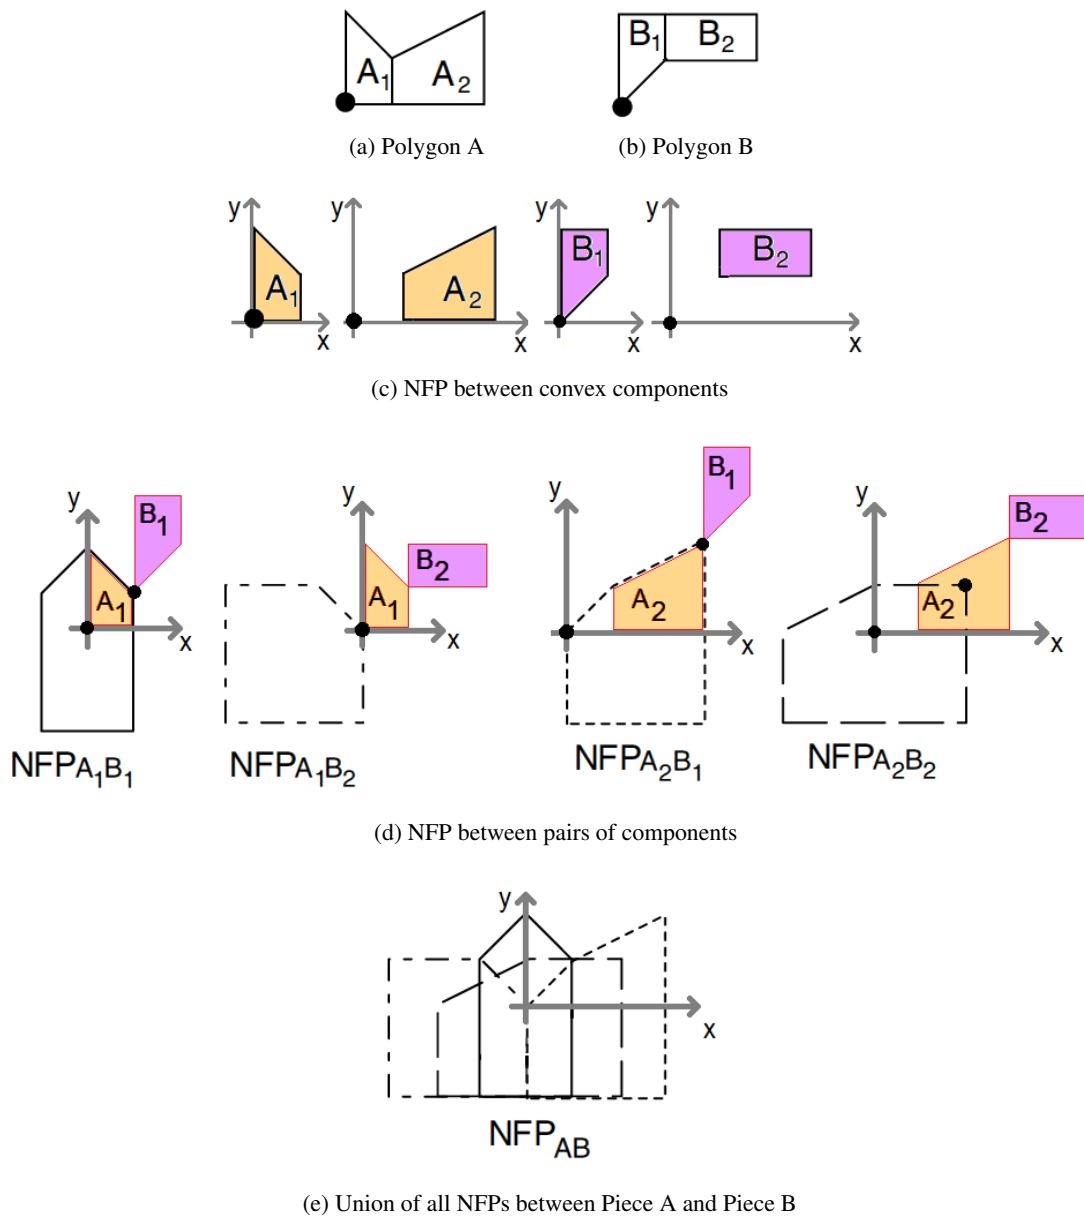 A1 A2 B1 B2
(a) Polygon A (b) Polygon B
y y y y
A1 A2 B1 B2
x x x x
(c) NFP between convex components
y B1 y B2 y B1 y B2
A1 A1 A2 A2
x x x x
NFPA1B1 NFPA1B2 NFPA2B1 NFPA2B2
(d) NFP between pairs of components
y
x
NFPAB
(e) Union of all NFPs between Piece A and Piece B